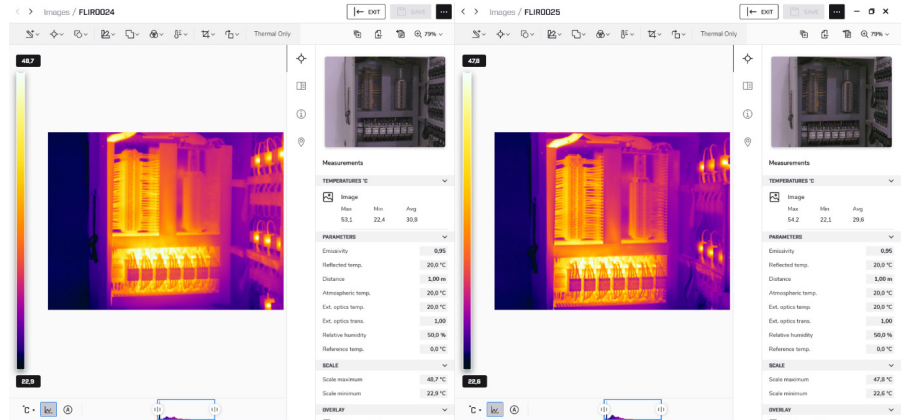 Images / FLIR0024
EXIT
SAVE
Thermal Only
79%
48,7
22,9
Measurements
TEMPERATURES °C
Image
Max Min Avg
53,1 22,4 30,8
PARAMETERS
Emissivity 0,95
Reflected temp. 20,0 °C
Distance 1,00 m
Atmospheric temp. 20,0 °C
Ext. optics temp. 20,0 °C
Ext. optics trans. 1,00
Relative humidity 50,0 %
Reference temp. 0,0 °C
SCALE
Scale maximum 48,7 °C
Scale minimum 22,9 °C
OVERLAY
°C
A
Images / FLIR0025
EXIT
SAVE
Thermal Only
79%
47,8
22,6
Measurements
TEMPERATURES °C
Image
Max Min Avg
54,2 22,1 29,6
PARAMETERS
Emissivity 0,95
Reflected temp. 20,0 °C
Distance 1,00 m
Atmospheric temp. 20,0 °C
Ext. optics temp. 20,0 °C
Ext. optics trans. 1,00
Relative humidity 50,0 %
Reference temp. 0,0 °C
SCALE
Scale maximum 47,8 °C
Scale minimum 22,6 °C
OVERLAY
°C
A